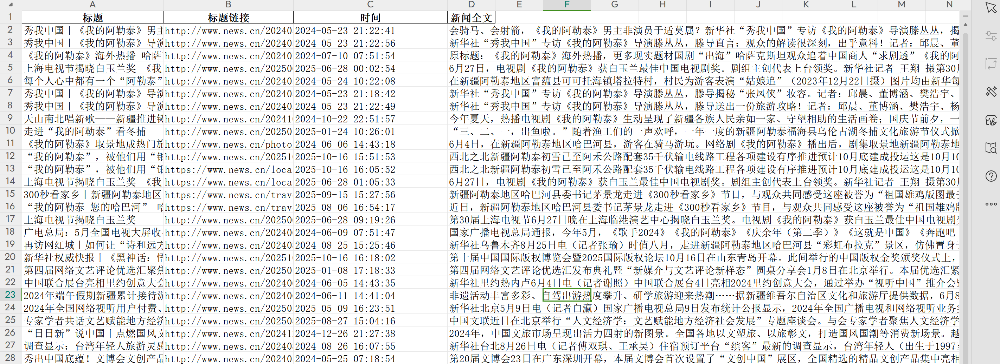 A B C D E F G H I J K L M N
1 标题 标题链接 时间 新闻全文
2 秀我中国丨《我的阿勒泰》男主 http://www.news.cn/20240 2024-05-23 21:22:41 会骑马、会射箭，《我的阿勒泰》男主非演员于适莫属？新华社“秀我中国”专访《我的阿勒泰》导演滕丛丛，揭
3 秀我中国丨《我的阿勒泰》导演 http://www.news.cn/20240 2024-05-23 21:22:56 新华社“秀我中国”专访《我的阿勒泰》导演滕丛丛，滕导直言：观众的解读很深刻，出乎意料！记者：邱晨、董
4 《我的阿勒泰》海外热播 哈萨 http://www.news.cn/20240 2024-07-10 07:51:54 原标题：《我的阿勒泰》海外热播，更多现实题材国剧“出海”哈萨克斯坦观众追着中国商人“求剧透”《我的阿
5 上海电视节揭晓白玉兰奖 《我 http://www.news.cn/20250 2025-06-28 00:02:54 6月27日，电视剧《我的阿勒泰》获白玉兰最佳中国电视剧奖。剧组主创代表上台领奖。新华社记者 王翔 摄第30
6 每个人心中都有一个“阿勒泰” http://www.news.cn/20240 2024-05-24 10:22:08 在新疆阿勒泰地区富蕴县可可托海镇塔拉特村，村民为游客表演“姑娘追”（2023年12月22日摄）图片均由新华每
7 秀我中国丨《我的阿勒泰》导演 http://www.news.cn/20240 2024-05-23 21:18:42 新华社“秀我中国”专访《我的阿勒泰》导演滕丛丛，滕导揭秘“张凤侠”妆容。记者：邱晨、董博涵、樊浩宇、
8 秀我中国丨《我的阿勒泰》导演 http://www.news.cn/20240 2024-05-23 21:22:49 新华社“秀我中国”专访《我的阿勒泰》导演滕丛丛，滕导送出一份旅游攻略！记者：邱晨、董博涵、樊浩宇、杨
9 天山南北唱新歌——新疆推进铸 http://www.news.cn/20241 2024-10-22 22:51:57 今年夏天，热播电视剧《我的阿勒泰》生动呈现了新疆各族人民亲如一家、守望相助的生活画卷；国庆节前夕，一
10 走进“我的阿勒泰”看冬捕 http://www.news.cn/20250 2025-01-24 10:26:01 “三、二、一，出鱼啦。”随着渔工们的一声欢呼，一年一度的新疆阿勒泰福海县乌伦古湖冬捕文化旅游节仪式掀
11 《我的阿勒泰》取景地成热门旅 http://www.news.cn/photo 2024-06-06 14:43:18 6月4日，在新疆阿勒泰地区哈巴河县，游客在骑马游玩。网络剧《我的阿勒泰》播出后，剧集取景地新疆阿勒泰地
12 “我的阿勒泰”，被他们用“银 http://www.news.cn/20251 2025-10-16 15:51:53 西北之北新疆阿勒泰初雪已至阿禾公路配套35千伏输电线路工程各项建设有序推进预计10月底建成投运这是10月10
13 “我的阿勒泰”，被他们用“银 https://www.news.cn/loca 2025-10-16 16:05:52 西北之北新疆阿勒泰初雪已至阿禾公路配套35千伏输电线路工程各项建设有序推进预计10月底建成投运这是10月10
14 上海电视节揭晓白玉兰奖 《我 https://www.news.cn/loca 2025-06-28 01:05:33 6月27日，电视剧《我的阿勒泰》获白玉兰最佳中国电视剧奖。剧组主创代表上台领奖。新华社记者 王翔 摄第30
15 300秒看家乡丨新疆阿勒泰地区 https://www.news.cn/trav 2025-09-15 15:27:56 新疆阿勒泰地区哈巴河县委书记茅景龙走进《300秒看家乡》节目，与观众共同感受这座被誉为“祖国雄鸡版图最美
16 “我的阿勒泰 您的哈巴河” 哈 https://www.news.cn/trav 2025-08-06 16:54:17 近日，新疆阿勒泰地区哈巴河县委书记茅景龙走进《300秒看家乡》节目，与观众共同感受这座被誉为“祖国雄鸡版
17 上海电视节揭晓白玉兰奖 http://www.news.cn/20250 2025-06-28 09:19:26 第30届上海电视节6月27日晚在上海临港演艺中心揭晓白玉兰奖。电视剧《我的阿勒泰》获白玉兰最佳中国电视剧奖
18 广电总局：5月全国电视大屏收 http://www.news.cn/20240 2024-06-09 07:51:47 国家广播电视总局通报，今年5月，《歌手2024》《我的阿勒泰》《庆余年（第二季）》《这就是中国》《奔跑吧
19 再访网红城丨如何让“诗和远方 http://www.news.cn/20240 2024-08-25 15:25:46 新华社乌鲁木齐8月25日电（记者张瑜）时值八月，走进新疆阿勒泰地区哈巴河县“彩虹布拉克”景区，仿佛置身于
20 新华社权威快报丨《黑神话：悟 http://www.news.cn/20251 2025-10-16 16:18:02 第十届中国国际版权博览会暨2025国际版权论坛10月16日在山东青岛开幕。此间举行的中国版权金奖颁奖仪式上，
21 第四届网络文艺评论优选汇聚焦 http://www.news.cn/20250 2025-01-08 17:18:33 第四届网络文艺评论优选汇发布典礼暨“新媒介与文艺评论新样态”圆桌分享会1月8日在北京举行。本届优选汇紧
22 中国联合展台亮相里约创意大会 http://www.news.cn/20240 2024-06-05 14:43:35 新华社里约热内卢6月4日电（记者谢照）中国联合展台4日亮相2024里约创意大会，通过举办“视听中国”推介会暨
23 2024年端午假期新疆累计接待游 http://www.news.cn/20240 2024-06-11 14:41:04 非遗活动丰富多彩、自驾出游热度攀升、研学旅游迎来热潮……据新疆维吾尔自治区文化和旅游厅提供数据，6月8
24 2024年全国网络视听用户付费、 http://www.news.cn/20250 2025-05-09 16:23:51 新华社北京5月9日电（记者白瀛）国家广播电视总局9日发布统计公报显示，2024年全国广播电视和网络视听业务实
25 专家学者共话文艺赋能地方经济 http://www.news.cn/20250 2025-08-27 15:04:16 中国文联近日在北京举行“人文经济学：文艺赋能地方经济社会发展”专题座谈会。与会专家学者聚焦人文经济学
26 “日日新”说中国丨点燃国风文 http://www.news.cn/20241 2024-12-26 21:27:38 2024年，中国文旅市场呈现出活力四射的新图景。全国各地以文塑旅、以旅彰文，打造国风国潮等消费新场景。越
27 调查显示：台湾年轻人旅游灵感 http://www.news.cn/20240 2024-08-26 16:07:55 新华社台北8月26日电（记者傅双琪、王承昊）住宿预订平台“缤客”最新的调查显示，台湾年轻人（出生于1997至
28 秀出中国底蕴！文博会文创产品 http://www.news.cn/20240 2024-05-25 07:18:54 第20届文博会23日在广东深圳开幕，本届文博会首次设置了“文创中国”展区，全国精选的精品文创产品集中亮相